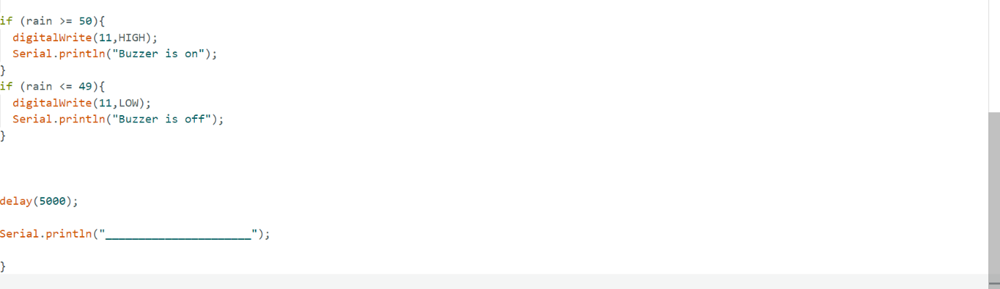 if (rain >= 50){
digitalWrite(11,HIGH);
Serial.println("Buzzer is on");
}
if (rain <= 49){
digitalWrite(11,LOW);
Serial.println("Buzzer is off");
}
delay(5000);
Serial.println("______________________");
}